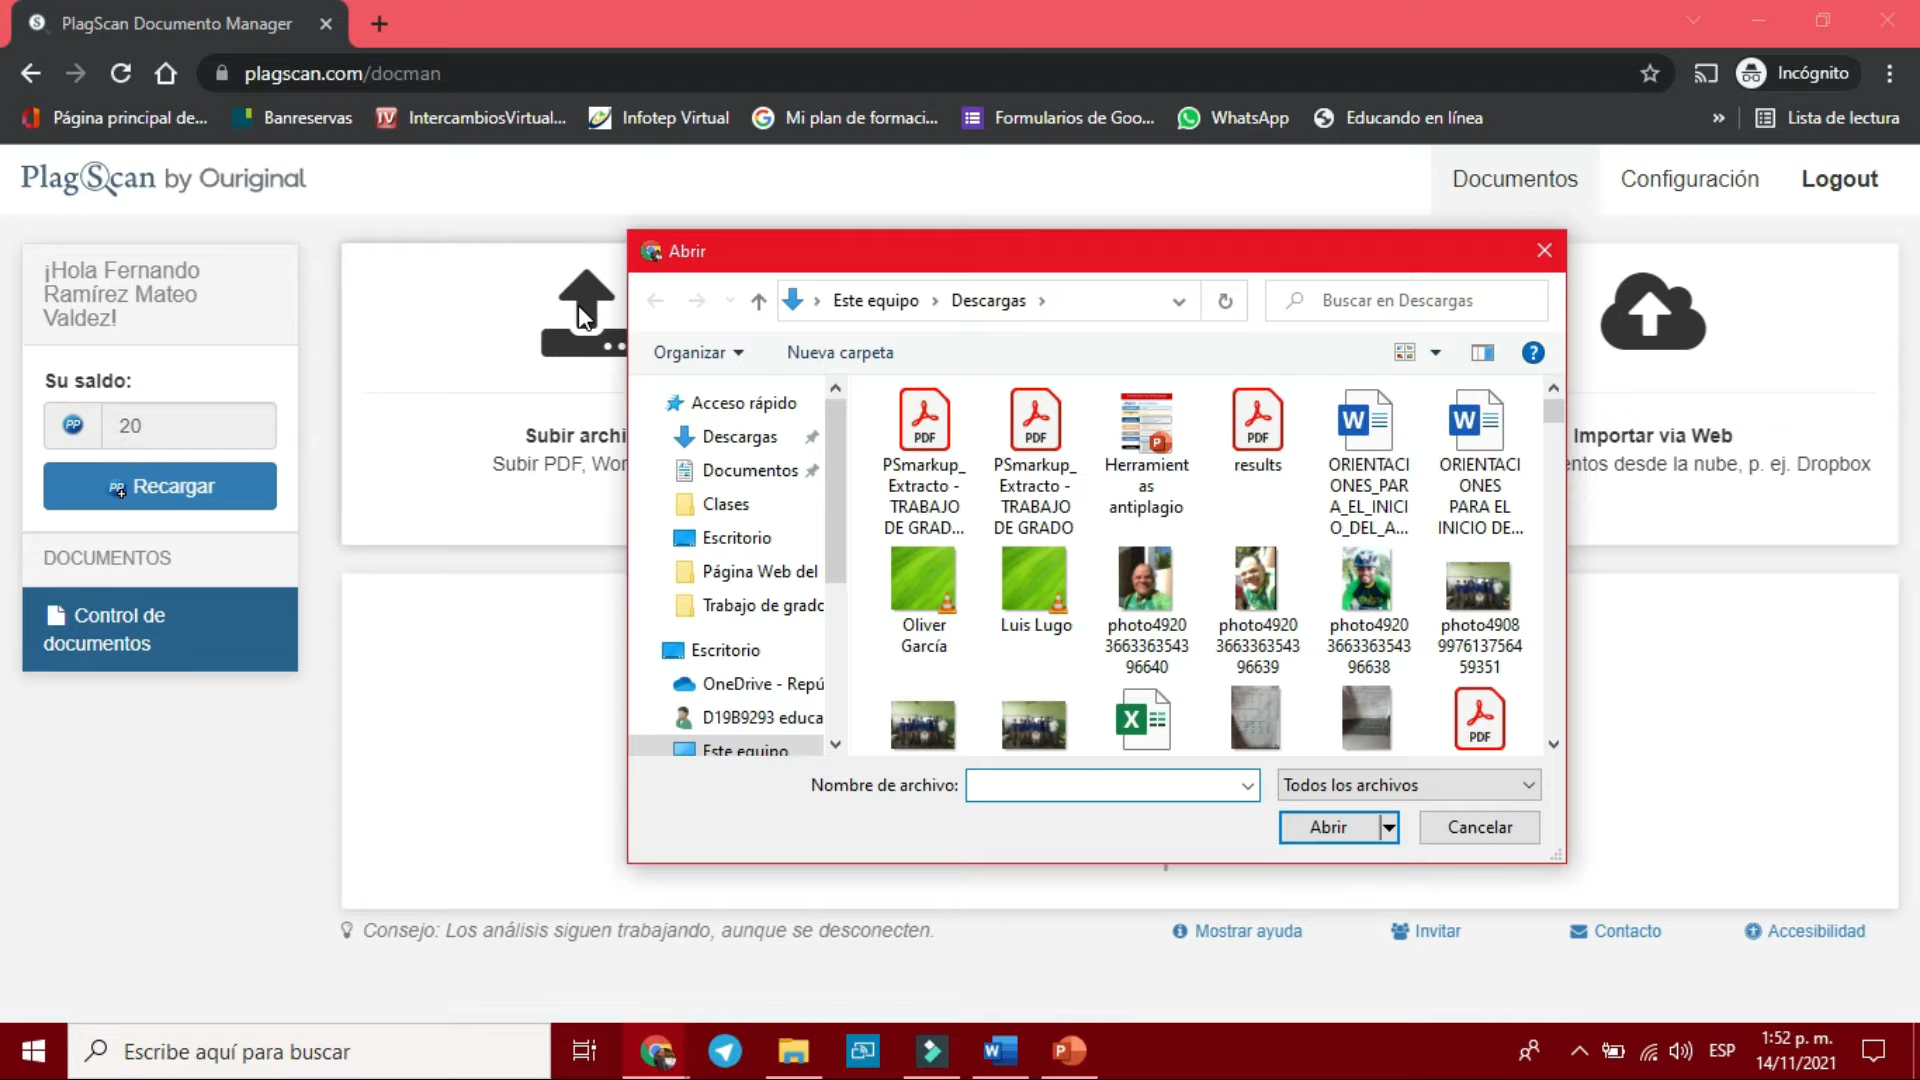 PlagScan Documento Manager
plagscan.com/docman
Incógnito
Página principal de...
Banreservas
IntercambiosVirtual...
Infotep Virtual
Mi plan de formaci...
Formularios de Goo...
WhatsApp
Educando en línea
»
Lista de lectura
PlagScan by Ouriginal
Documentos
Configuración
Logout
¡Hola Fernando
Ramírez Mateo
Valdez!
Su saldo:
PP
20
Recargar
DOCUMENTOS
Control de
documentos
Subir archi
Subir PDF, Wor
Importar via Web
entos desde la nube, p. ej. Dropbox
Abrir
Este equipo
Descargas
Buscar en Descargas
Organizar
Nueva carpeta
Acceso rápido
Descargas
Documentos
Clases
Escritorio
Página Web del
Trabajo de grado
Escritorio
OneDrive - Repú
D19B9293 educa
Este equipo
PDF
PSmarkup_
Extracto -
TRABAJO
DE GRAD...
PDF
PSmarkup_
Extracto -
TRABAJO
DE GRADO
Herramient
as
antiplagio
PDF
results
ORIENTACI
ONES_PAR
A_EL_INICI
O_DEL_A...
ORIENTACI
ONES
PARA EL
INICIO DE...
Oliver
García
Luis Lugo
photo4920
3663363543
96640
photo4920
3663363543
96639
photo4920
3663363543
96638
photo4908
9976137564
59351
PDF
Nombre de archivo:
Todos los archivos
Abrir
Cancelar
Consejo: Los análisis siguen trabajando, aunque se desconecten.
Mostrar ayuda
Invitar
Contacto
Accesibilidad
Escribe aquí para buscar
ESP
1:52 p. m.
14/11/2021